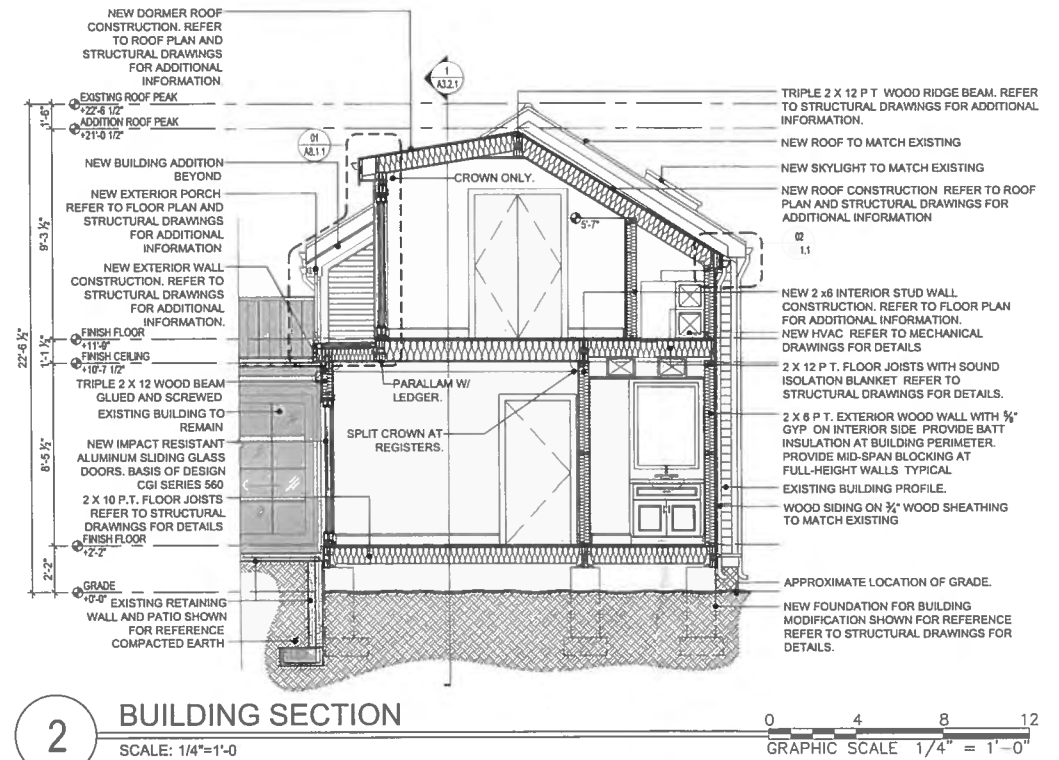 NEW DORMER ROOF
CONSTRUCTION. REFER
TO ROOF PLAN AND
STRUCTURAL DRAWINGS
FOR ADDITIONAL
INFORMATION
EXISTING ROOF PEAK
+22'-6 1/2"
ADDITION ROOF PEAK
+21'-0 1/2"
01
A8.1.1
NEW BUILDING ADDITION
BEYOND
NEW EXTERIOR PORCH
REFER TO FLOOR PLAN AND
STRUCTURAL DRAWINGS
FOR ADDITIONAL
INFORMATION
NEW EXTERIOR WALL
CONSTRUCTION. REFER TO
STRUCTURAL DRAWINGS
FOR ADDITIONAL
INFORMATION.
FINISH FLOOR
+11'-9"
FINISH CEILING
+10'-7 1/2"
TRIPLE 2 X 12 WOOD BEAM
GLUED AND SCREWED
EXISTING BUILDING TO
REMAIN
NEW IMPACT RESISTANT
ALUMINUM SLIDING GLASS
DOORS. BASIS OF DESIGN
CGI SERIES 560
2 X 10 P.T. FLOOR JOISTS
REFER TO STRUCTURAL
DRAWINGS FOR DETAILS
FINISH FLOOR
+2'-2"
GRADE
+0'-0"
EXISTING RETAINING
WALL AND PATIO SHOWN
FOR REFERENCE
COMPACTED EARTH
1'-6"
9'-3 ½"
22'-6 ½"
1'-1 ½"
8'-5 ½"
2'-2"
1
A3.2.1
CROWN ONLY.
5'-7"
PARALLAM W/
LEDGER.
SPLIT CROWN AT
REGISTERS.
TRIPLE 2 X 12 P T WOOD RIDGE BEAM. REFER
TO STRUCTURAL DRAWINGS FOR ADDITIONAL
INFORMATION.
NEW ROOF TO MATCH EXISTING
NEW SKYLIGHT TO MATCH EXISTING
NEW ROOF CONSTRUCTION REFER TO ROOF
PLAN AND STRUCTURAL DRAWINGS FOR
ADDITIONAL INFORMATION
02
1.1
NEW 2 x6 INTERIOR STUD WALL
CONSTRUCTION. REFER TO FLOOR PLAN
FOR ADDITIONAL INFORMATION.
NEW HVAC REFER TO MECHANICAL
DRAWINGS FOR DETAILS
2 X 12 P T. FLOOR JOISTS WITH SOUND
ISOLATION BLANKET REFER TO
STRUCTURAL DRAWINGS FOR DETAILS.
2 X 6 P T. EXTERIOR WOOD WALL WITH ⅝"
GYP ON INTERIOR SIDE PROVIDE BATT
INSULATION AT BUILDING PERIMETER.
PROVIDE MID-SPAN BLOCKING AT
FULL-HEIGHT WALLS TYPICAL
EXISTING BUILDING PROFILE.
WOOD SIDING ON ¾" WOOD SHEATHING
TO MATCH EXISTING
APPROXIMATE LOCATION OF GRADE.
NEW FOUNDATION FOR BUILDING
MODIFICATION SHOWN FOR REFERENCE
REFER TO STRUCTURAL DRAWINGS FOR
DETAILS.
2
BUILDING SECTION
SCALE: 1/4"=1'-0
0 4 8 12
GRAPHIC SCALE 1/4" = 1'-0"